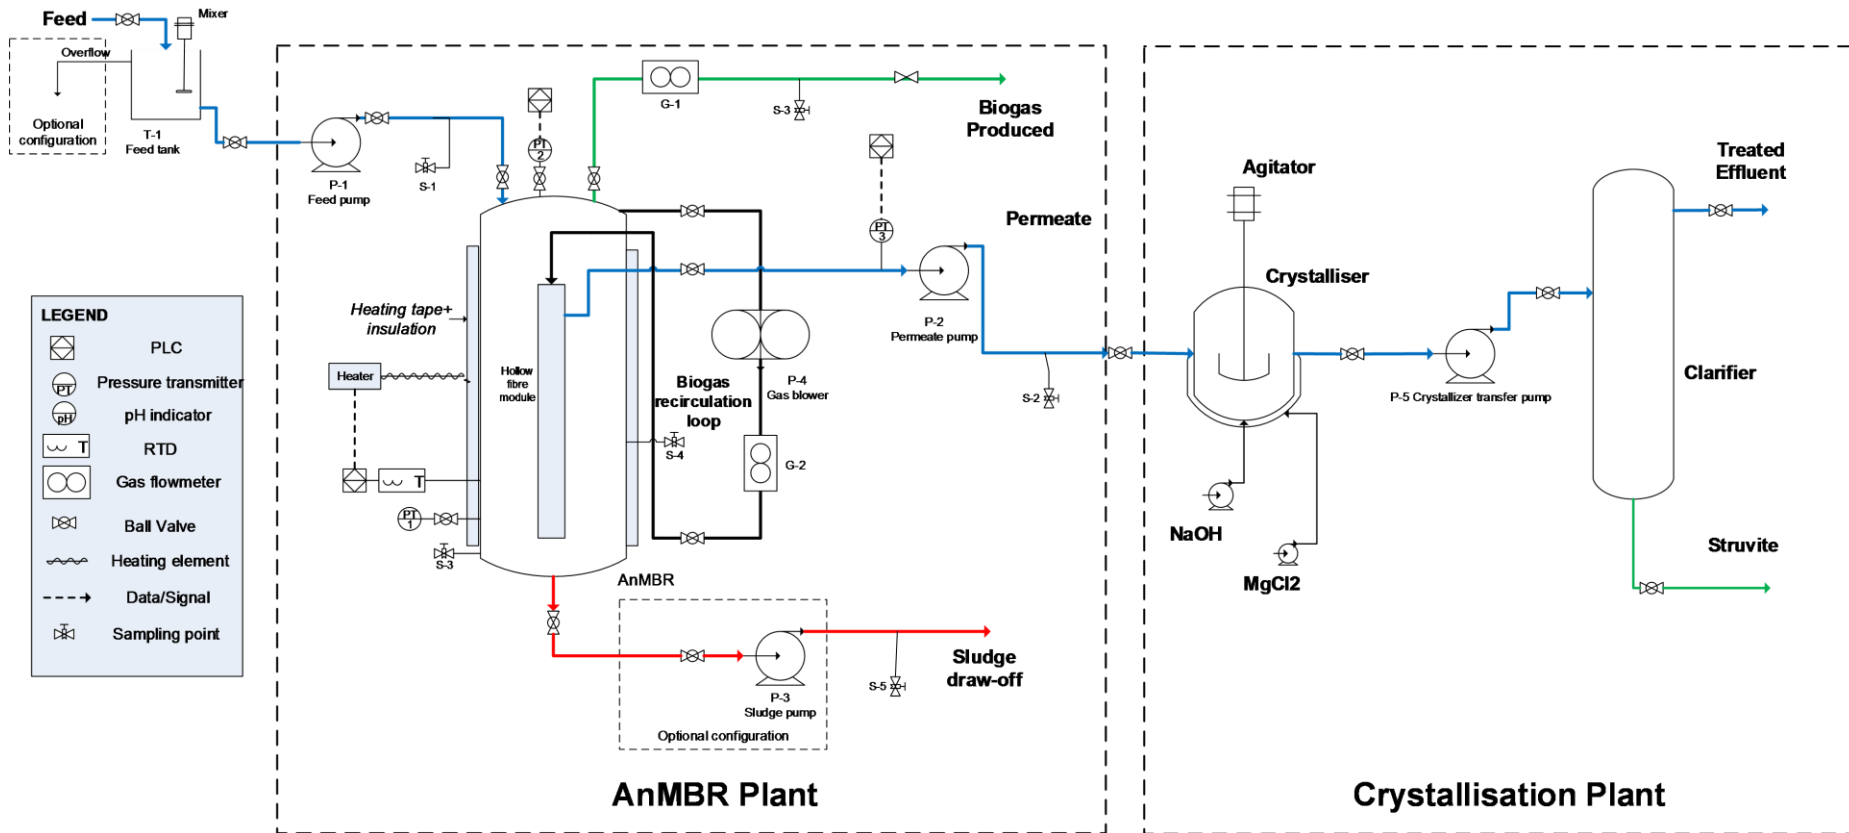 Feed
Mixer
Overflow
Optional
configuration
T-1
Feed tank
P-1
Feed pump
S-1
PT
2
G-1
S-3
Biogas
Produced
PT
3
Permeate
P-2
Permeate pump
S-2
Heating tape+
insulation
Heater
Hollow
fibre
module
Biogas
recirculation
loop
P-4
Gas blower
S-4
G-2
T
PT
1
S-3
AnMBR
P-3
Sludge pump
Optional configuration
S-5
Sludge
draw-off
AnMBR Plant
LEGEND
PLC
PT
Pressure transmitter
pH
pH indicator
T
RTD
Gas flowmeter
Ball Valve
Heating element
Data/Signal
Sampling point
Agitator
Crystalliser
NaOH
MgCl2
P-5 Crystallizer transfer pump
Clarifier
Treated
Effluent
Struvite
Crystallisation Plant